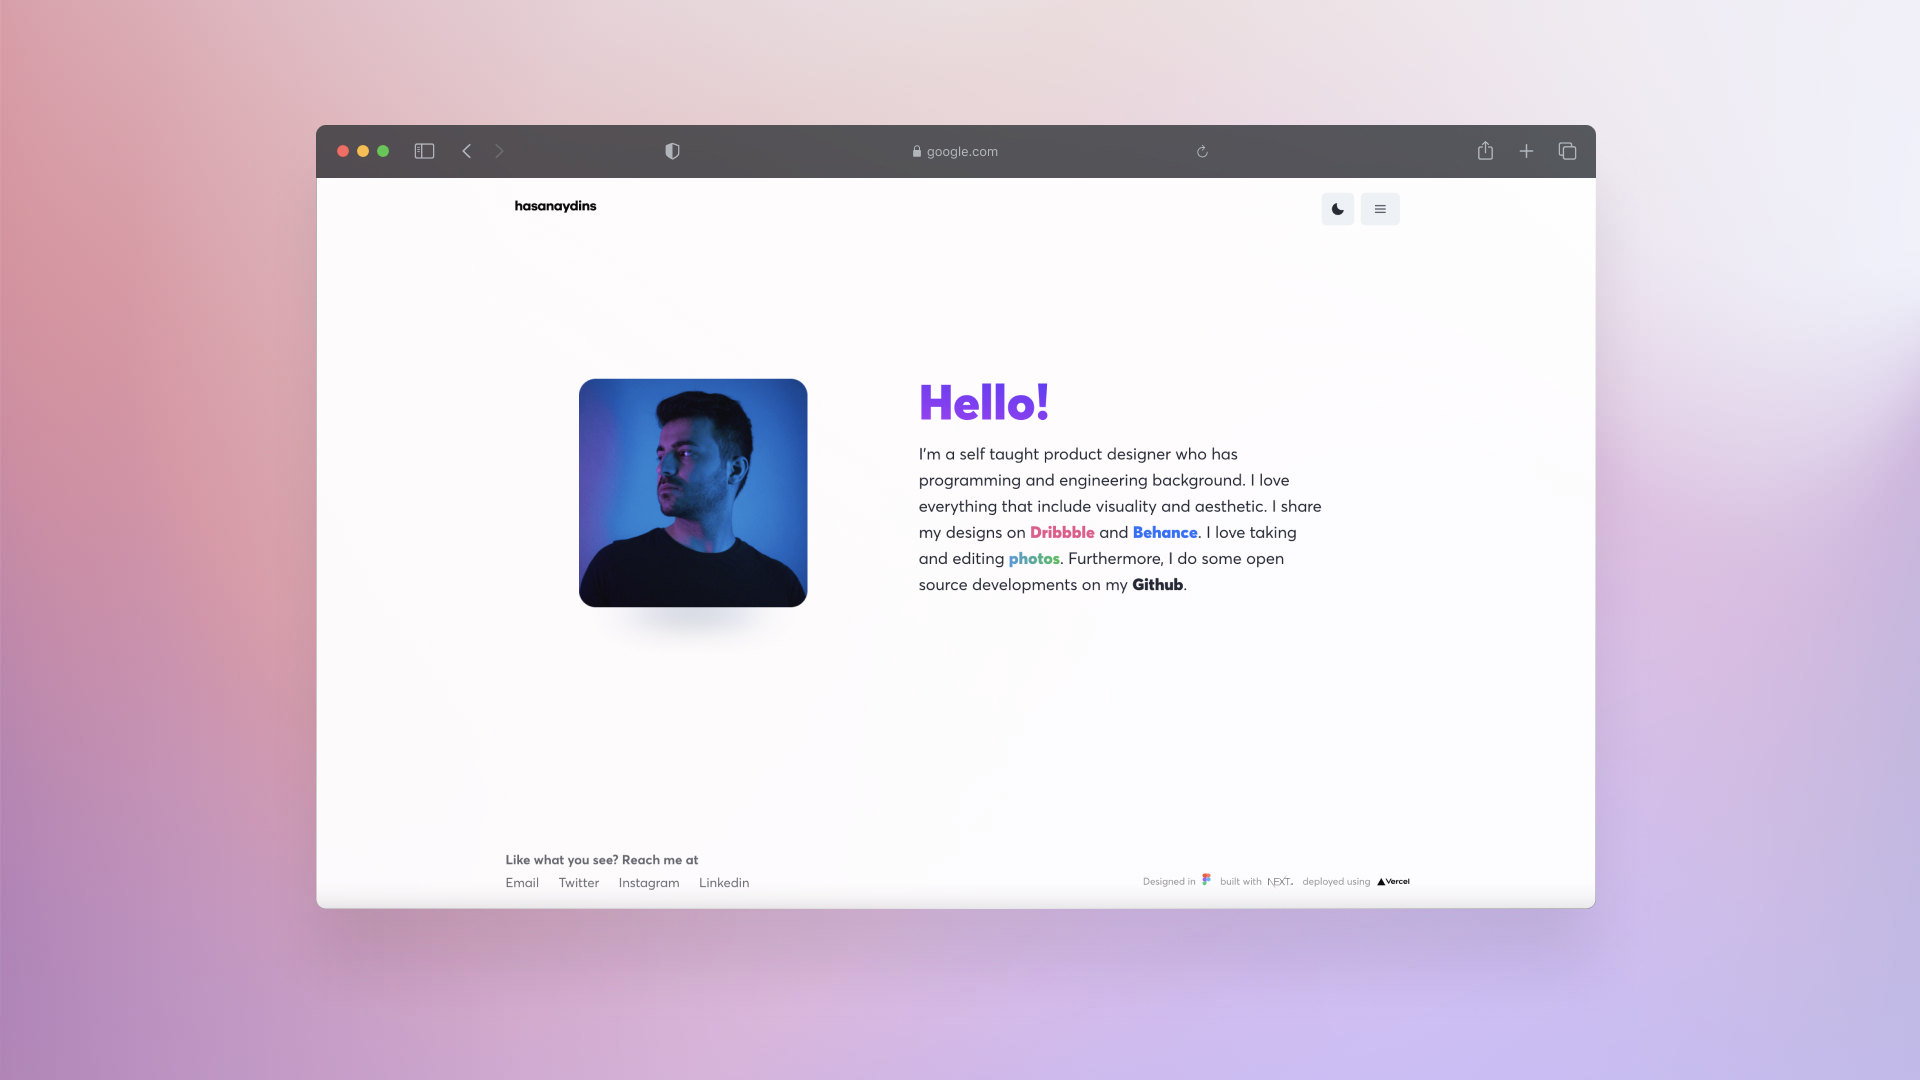 google.com
hasanaydins
Hello!
I'm a self taught product designer who has
programming and engineering background. I love
everything that include visuality and aesthetic. I share
my designs on Dribbble and Behance. I love taking
and editing photos. Furthermore, I do some open
source developments on my Github.
Like what you see? Reach me at
Email Twitter Instagram Linkedin
Designed in built with NEXT. deployed using Vercel